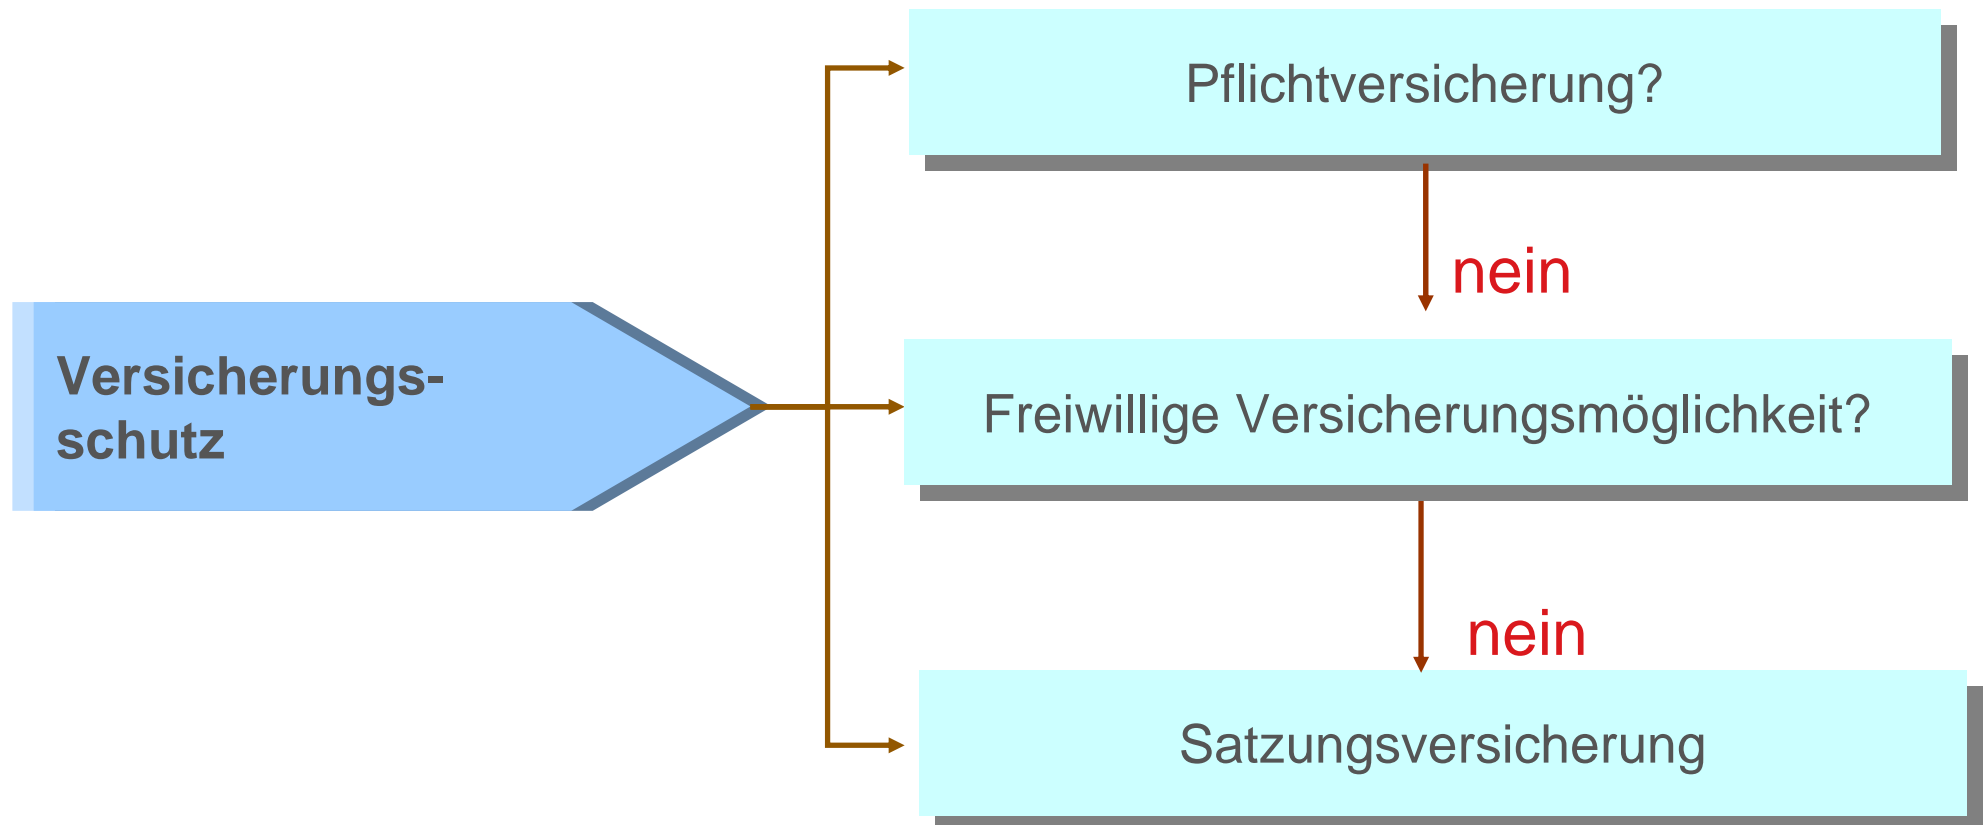 Pflichtversicherung?
nein
Versicherungs-
schutz
Freiwillige Versicherungsmöglichkeit?
nein
Satzungsversicherung